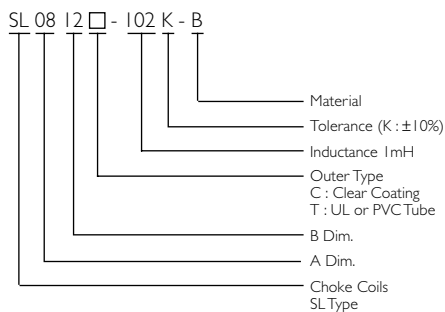 SL 08 12 □ - 102 K - B
Material
Tolerance (K : ±10%)
Inductance 1mH
Outer Type
C : Clear Coating
T : UL or PVC Tube
B Dim.
A Dim.
Choke Coils
SL Type